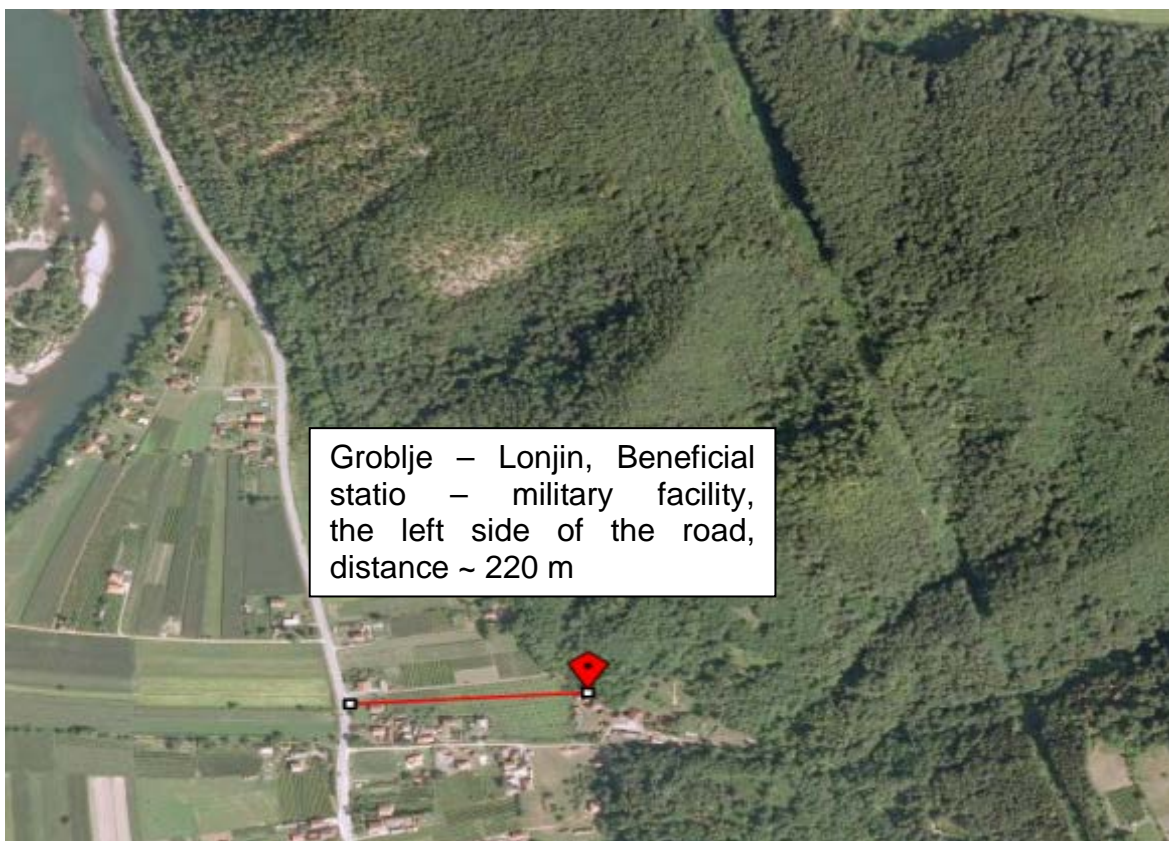 Groblje – Lonjin, Beneficial
statio – military facility,
the left side of the road,
distance ~ 220 m